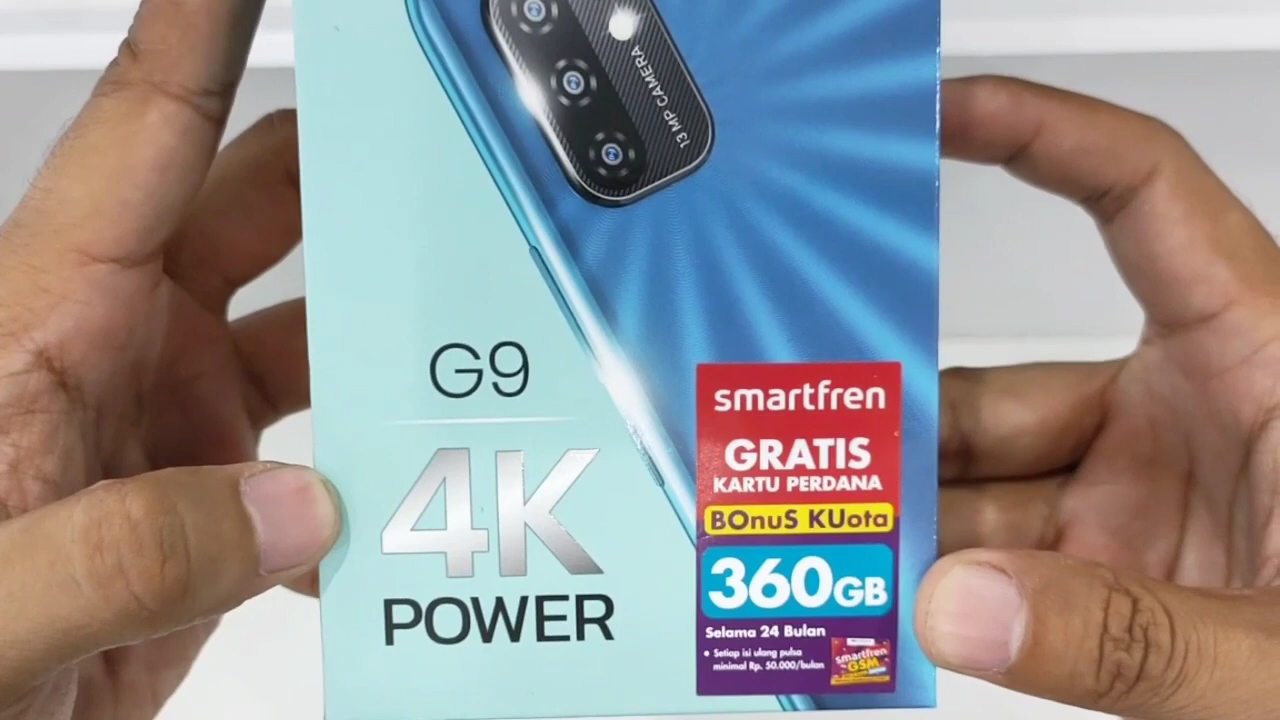 13 MP CAMERA
G9
4K
POWER
smartfren
GRATIS
KARTU PERDANA
BOnuS KUota
360GB
Selama 24 Bulan
• Setiap isi ulang pulsa
minimal Rp. 50.000/bulan
smartfren
GSM